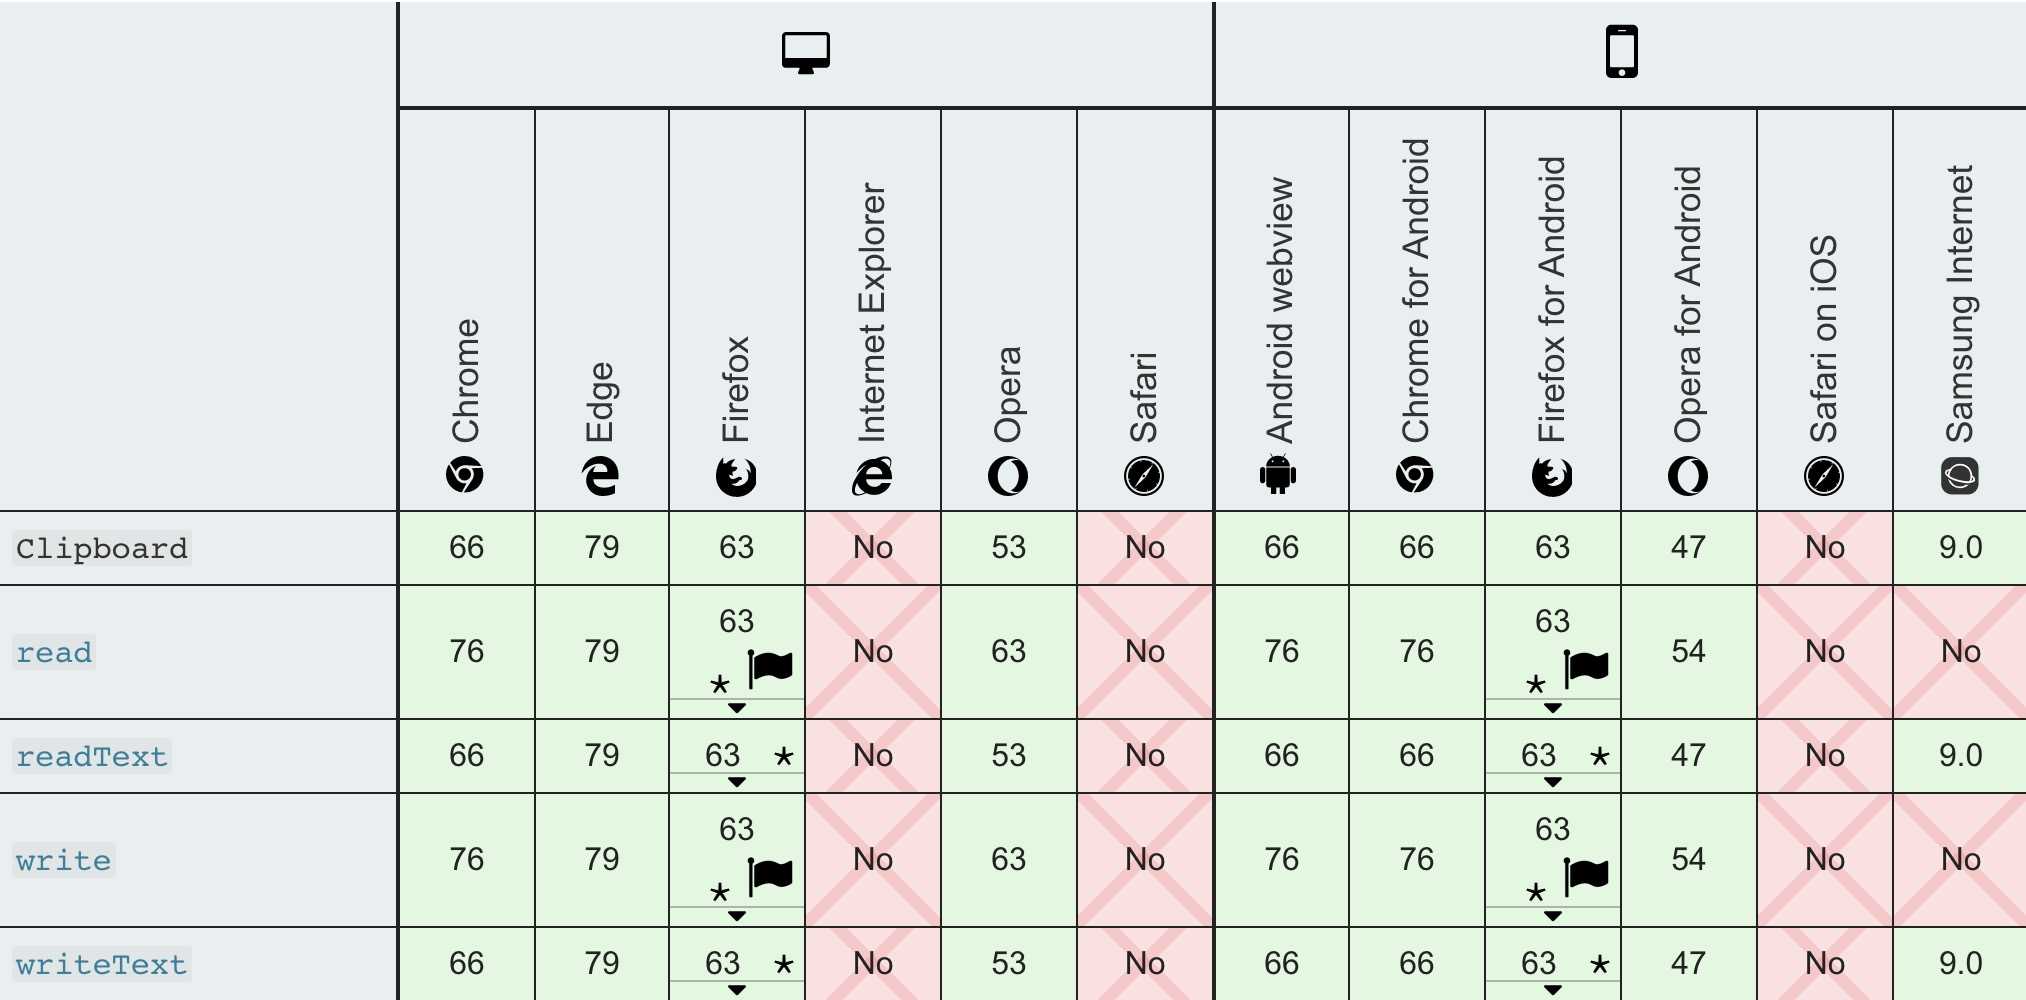 Chrome Edge Firefox Internet Explorer Opera Safari Android webview Chrome for Android Firefox for Android Opera for Android Safari on iOS Samsung Internet
Clipboard 66 79 63 No 53 No 66 66 63 47 No 9.0
read 76 79 63 * No 63 No 76 76 63 * 54 No No
readText 66 79 63 * No 53 No 66 66 63 * 47 No 9.0
write 76 79 63 * No 63 No 76 76 63 * 54 No No
writeText 66 79 63 * No 53 No 66 66 63 * 47 No 9.0